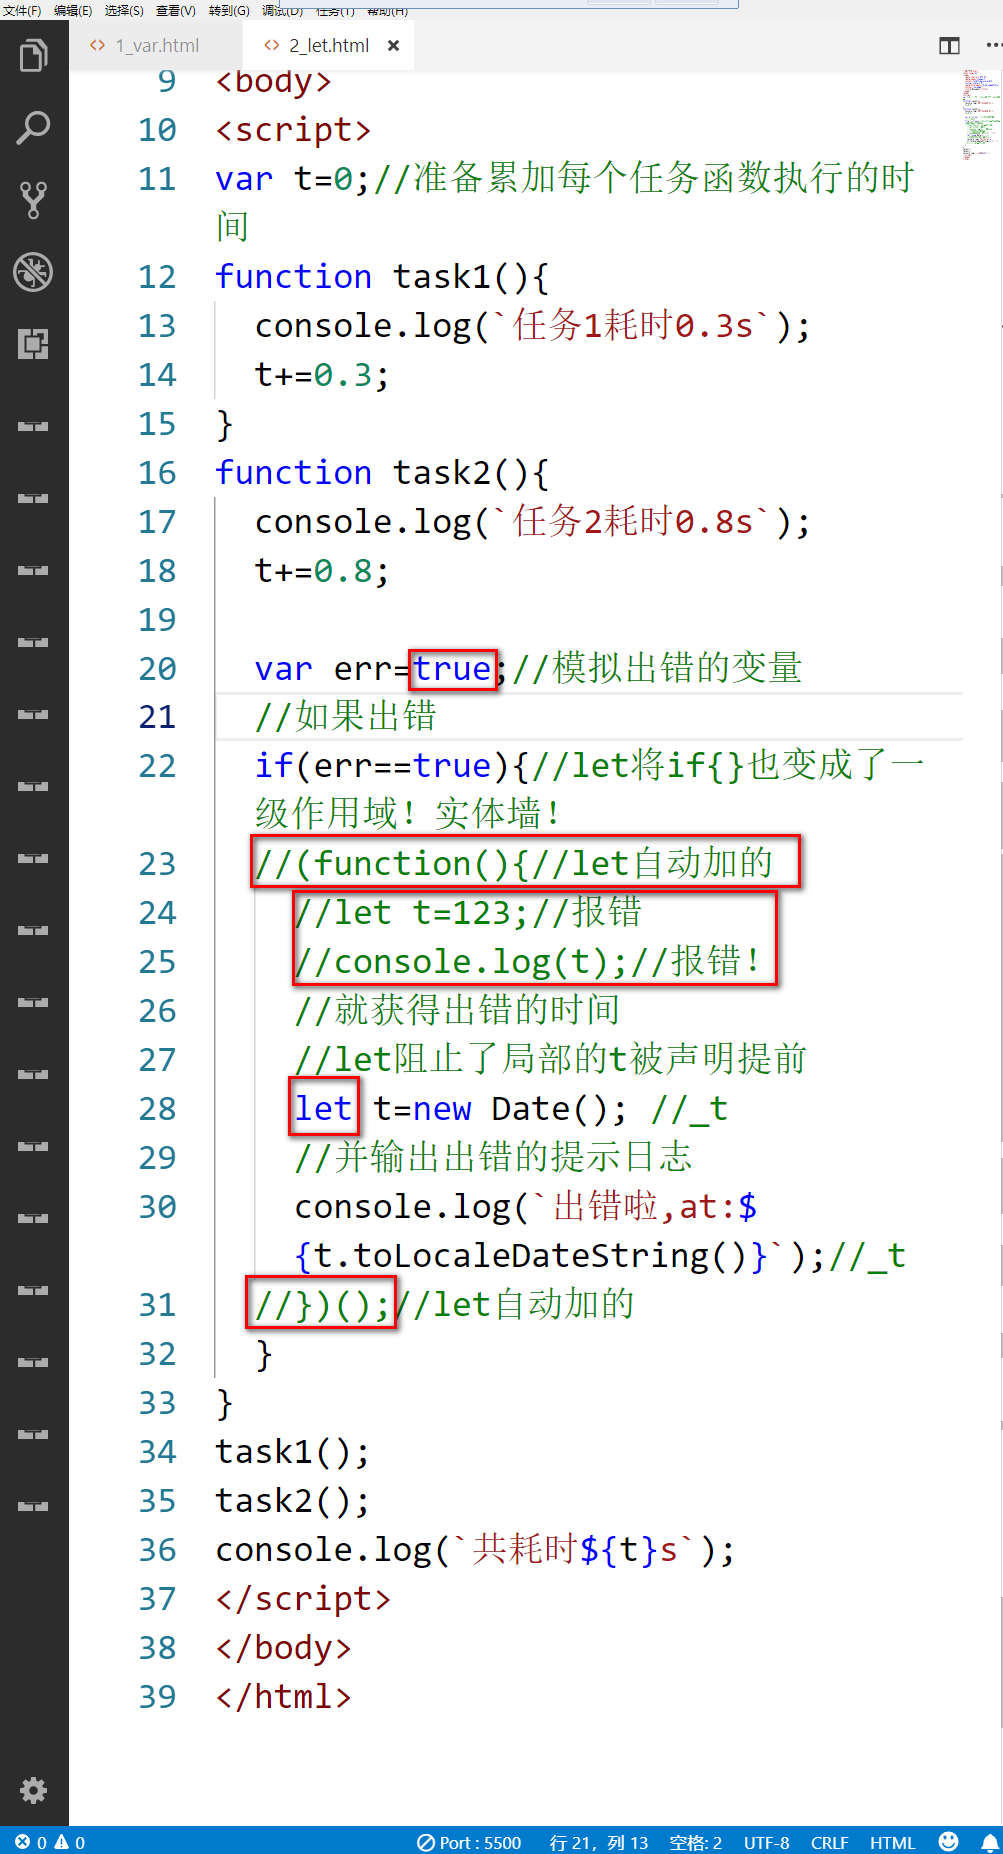 文件(F) 编辑(E) 选择(S) 查看(V) 转到(G) 调试(D) 任务(T) 帮助(H)
1_var.html 2_let.html
9 <body>
10 <script>
11 var t=0;//准备累加每个任务函数执行的时
间
12 function task1(){
13 console.log(`任务1耗时0.3s`);
14 t+=0.3;
15 }
16 function task2(){
17 console.log(`任务2耗时0.8s`);
18 t+=0.8;
19
20 var err=true;//模拟出错的变量
21 //如果出错
22 if(err==true){//let将if{}也变成了一
级作用域！实体墙！
23 //(function(){//let自动加的
24 //let t=123;//报错
25 //console.log(t);//报错！
26 //就获得出错的时间
27 //let阻止了局部的t被声明提前
28 let t=new Date(); //_t
29 //并输出出错的提示日志
30 console.log(`出错啦,at:$
{t.toLocaleDateString()}`);//_t
31 //})();//let自动加的
32 }
33 }
34 task1();
35 task2();
36 console.log(`共耗时${t}s`);
37 </script>
38 </body>
39 </html>
0 0 Port : 5500 行 21，列 13 空格: 2 UTF-8 CRLF HTML